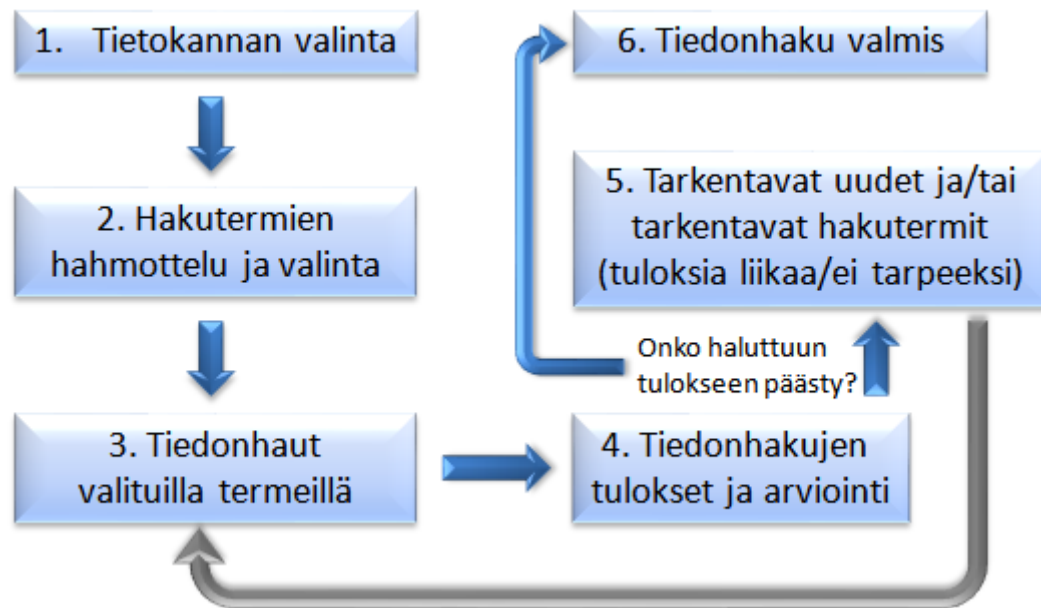 1. Tietokannan valinta
2. Hakutermien
hahmottelu ja valinta
3. Tiedonhaut
valituilla termeillä
4. Tiedonhakujen
tulokset ja arviointi
Onko haluttuun
tulokseen päästy?
5. Tarkentavat uudet ja/tai
tarkentavat hakutermit
(tuloksia liikaa/ei tarpeeksi)
6. Tiedonhaku valmis